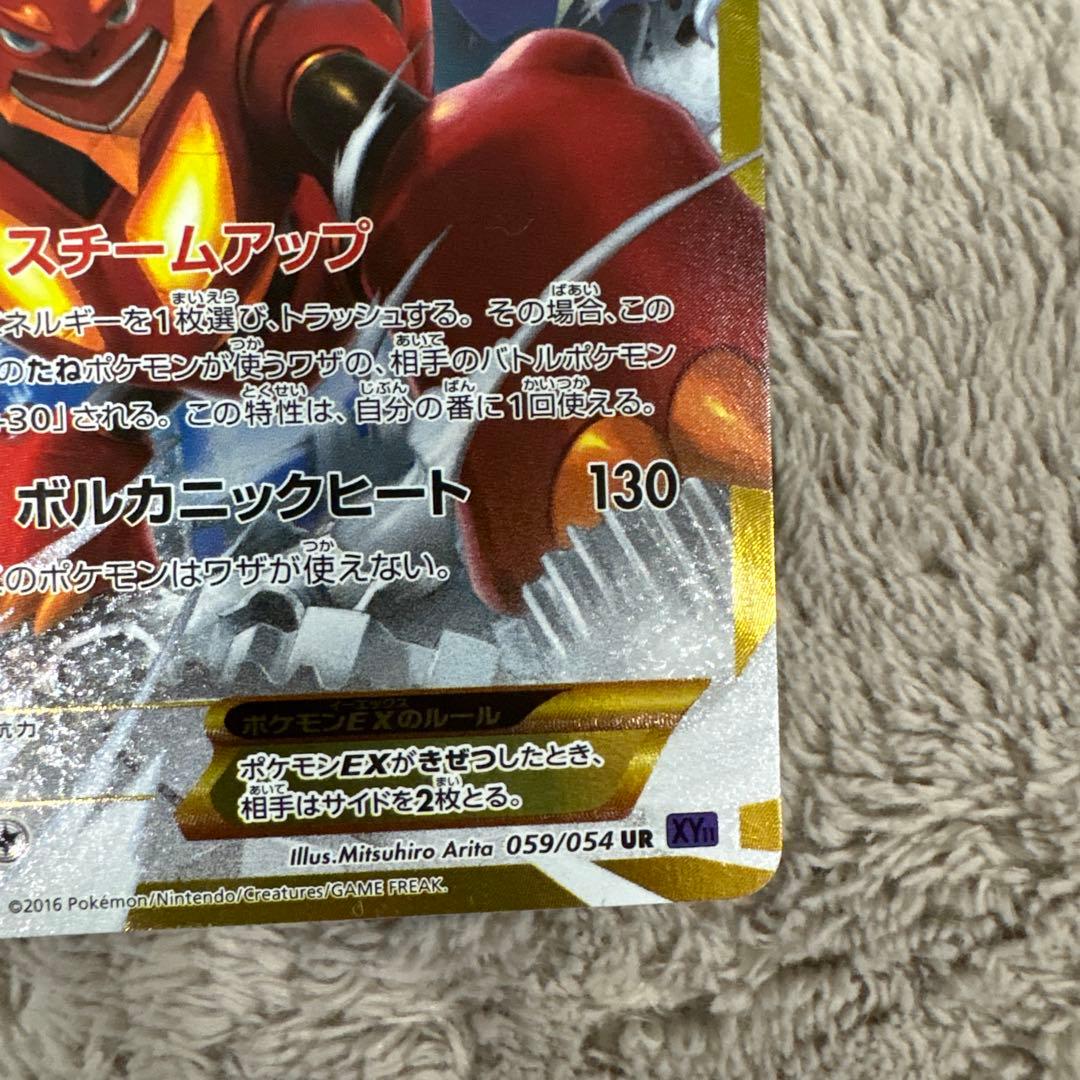 スチームアップ
ネルギーを1枚選び、トラッシュする。その場合、この
のたねポケモンが使うワザの、相手のバトルポケモン
+30」される。この特性は、自分の番に1回使える。
ボルカニックヒート 130
のポケモンはワザが使えない。
抗力
ポケモンEXのルール
ポケモンEXがきぜつしたとき、
相手はサイドを2枚とる。
Illus.Mitsuhiro Arita 059/054 UR XY11
©2016 Pokémon/Nintendo/Creatures/GAME FREAK.